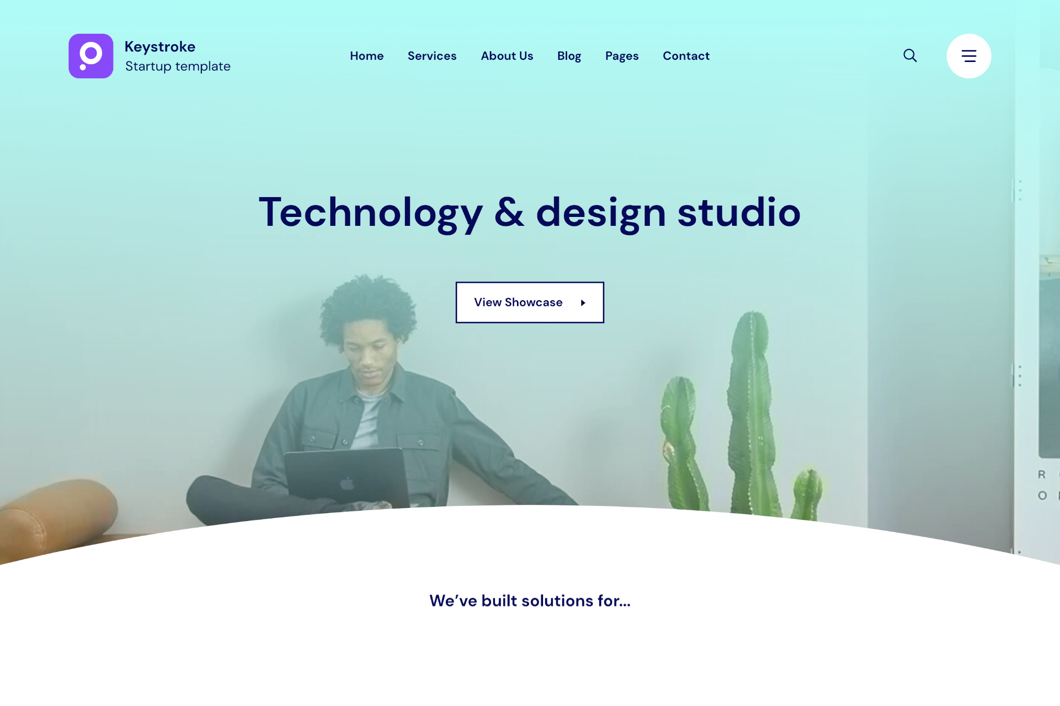 Keystroke
Startup template
Home Services About Us Blog Pages Contact
Technology & design studio
View Showcase
R
O
We’ve built solutions for...